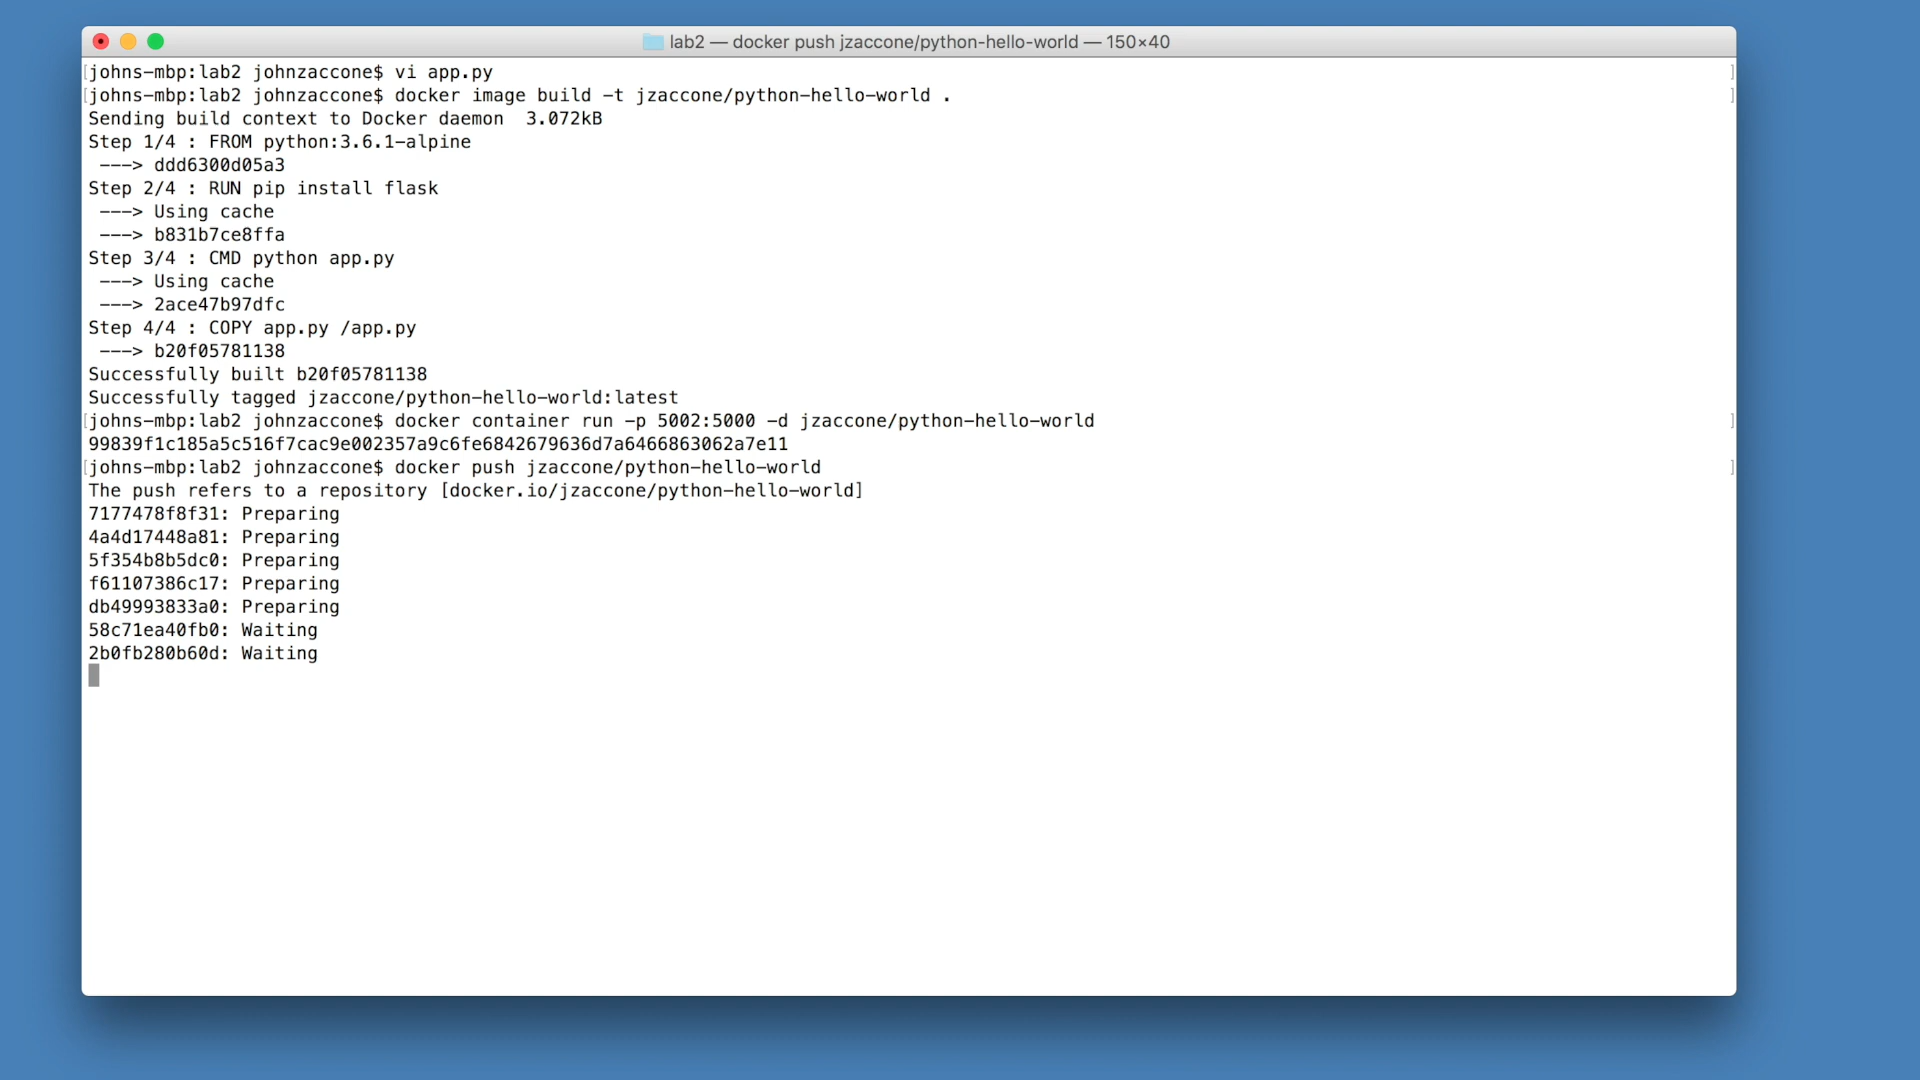 lab2 — docker push jzaccone/python-hello-world — 150×40
[johns-mbp:lab2 johnzaccone$ vi app.py ]
[johns-mbp:lab2 johnzaccone$ docker image build -t jzaccone/python-hello-world . ]
Sending build context to Docker daemon  3.072kB
Step 1/4 : FROM python:3.6.1-alpine
 ---> ddd6300d05a3
Step 2/4 : RUN pip install flask
 ---> Using cache
 ---> b831b7ce8ffa
Step 3/4 : CMD python app.py
 ---> Using cache
 ---> 2ace47b97dfc
Step 4/4 : COPY app.py /app.py
 ---> b20f05781138
Successfully built b20f05781138
Successfully tagged jzaccone/python-hello-world:latest
[johns-mbp:lab2 johnzaccone$ docker container run -p 5002:5000 -d jzaccone/python-hello-world ]
99839f1c185a5c516f7cac9e002357a9c6fe6842679636d7a6466863062a7e11
[johns-mbp:lab2 johnzaccone$ docker push jzaccone/python-hello-world ]
The push refers to a repository [docker.io/jzaccone/python-hello-world]
7177478f8f31: Preparing
4a4d17448a81: Preparing
5f354b8b5dc0: Preparing
f61107386c17: Preparing
db49993833a0: Preparing
58c71ea40fb0: Waiting
2b0fb280b60d: Waiting